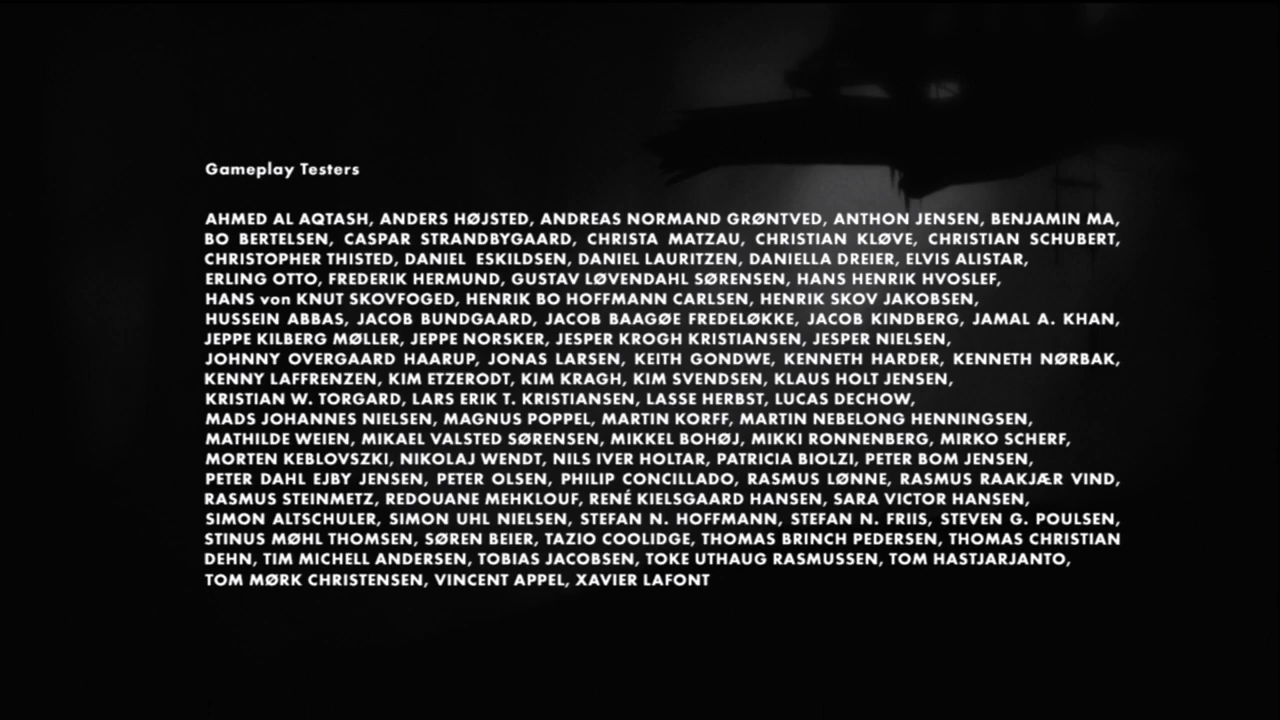 Gameplay Testers
AHMED AL AQTASH, ANDERS HØJSTED, ANDREAS NORMAND GRØNTVED, ANTHON JENSEN, BENJAMIN MA,
BO BERTELSEN, CASPAR STRANDBYGAARD, CHRISTA MATZAU, CHRISTIAN KLØVE, CHRISTIAN SCHUBERT,
CHRISTOPHER THISTED, DANIEL ESKILDSEN, DANIEL LAURITZEN, DANIELLA DREIER, ELVIS ALISTAR,
ERLING OTTO, FREDERIK HERMUND, GUSTAV LØVENDAHL SØRENSEN, HANS HENRIK HVOSLEF,
HANS von KNUT SKOVFOGED, HENRIK BO HOFFMANN CARLSEN, HENRIK SKOV JAKOBSEN,
HUSSEIN ABBAS, JACOB BUNDGAARD, JACOB BAAGØE FREDELØKKE, JACOB KINDBERG, JAMAL A. KHAN,
JEPPE KILBERG MØLLER, JEPPE NORSKER, JESPER KROGH KRISTIANSEN, JESPER NIELSEN,
JOHNNY OVERGAARD HAARUP, JONAS LARSEN, KEITH GONDWE, KENNETH HARDER, KENNETH NØRBAK,
KENNY LAFFRENZEN, KIM ETZERODT, KIM KRAGH, KIM SVENDSEN, KLAUS HOLT JENSEN,
KRISTIAN W. TORGARD, LARS ERIK T. KRISTIANSEN, LASSE HERBST, LUCAS DECHOW,
MADS JOHANNES NIELSEN, MAGNUS POPPEL, MARTIN KORFF, MARTIN NEBELONG HENNINGSEN,
MATHILDE WEIEN, MIKAEL VALSTED SØRENSEN, MIKKEL BOHØJ, MIKKI RONNENBERG, MIRKO SCHERF,
MORTEN KEBLOVSZKI, NIKOLAJ WENDT, NILS IVER HOLTAR, PATRICIA BIOLZI, PETER BOM JENSEN,
PETER DAHL EJBY JENSEN, PETER OLSEN, PHILIP CONCILLADO, RASMUS LØNNE, RASMUS RAAKJÆR VIND,
RASMUS STEINMETZ, REDOUANE MEHKLOUF, RENÉ KIELSGAARD HANSEN, SARA VICTOR HANSEN,
SIMON ALTSCHULER, SIMON UHL NIELSEN, STEFAN N. HOFFMANN, STEFAN N. FRIIS, STEVEN G. POULSEN,
STINUS MØHL THOMSEN, SØREN BEIER, TAZIO COOLIDGE, THOMAS BRINCH PEDERSEN, THOMAS CHRISTIAN
DEHN, TIM MICHELL ANDERSEN, TOBIAS JACOBSEN, TOKE UTHAUG RASMUSSEN, TOM HASTJARJANTO,
TOM MØRK CHRISTENSEN, VINCENT APPEL, XAVIER LAFONT